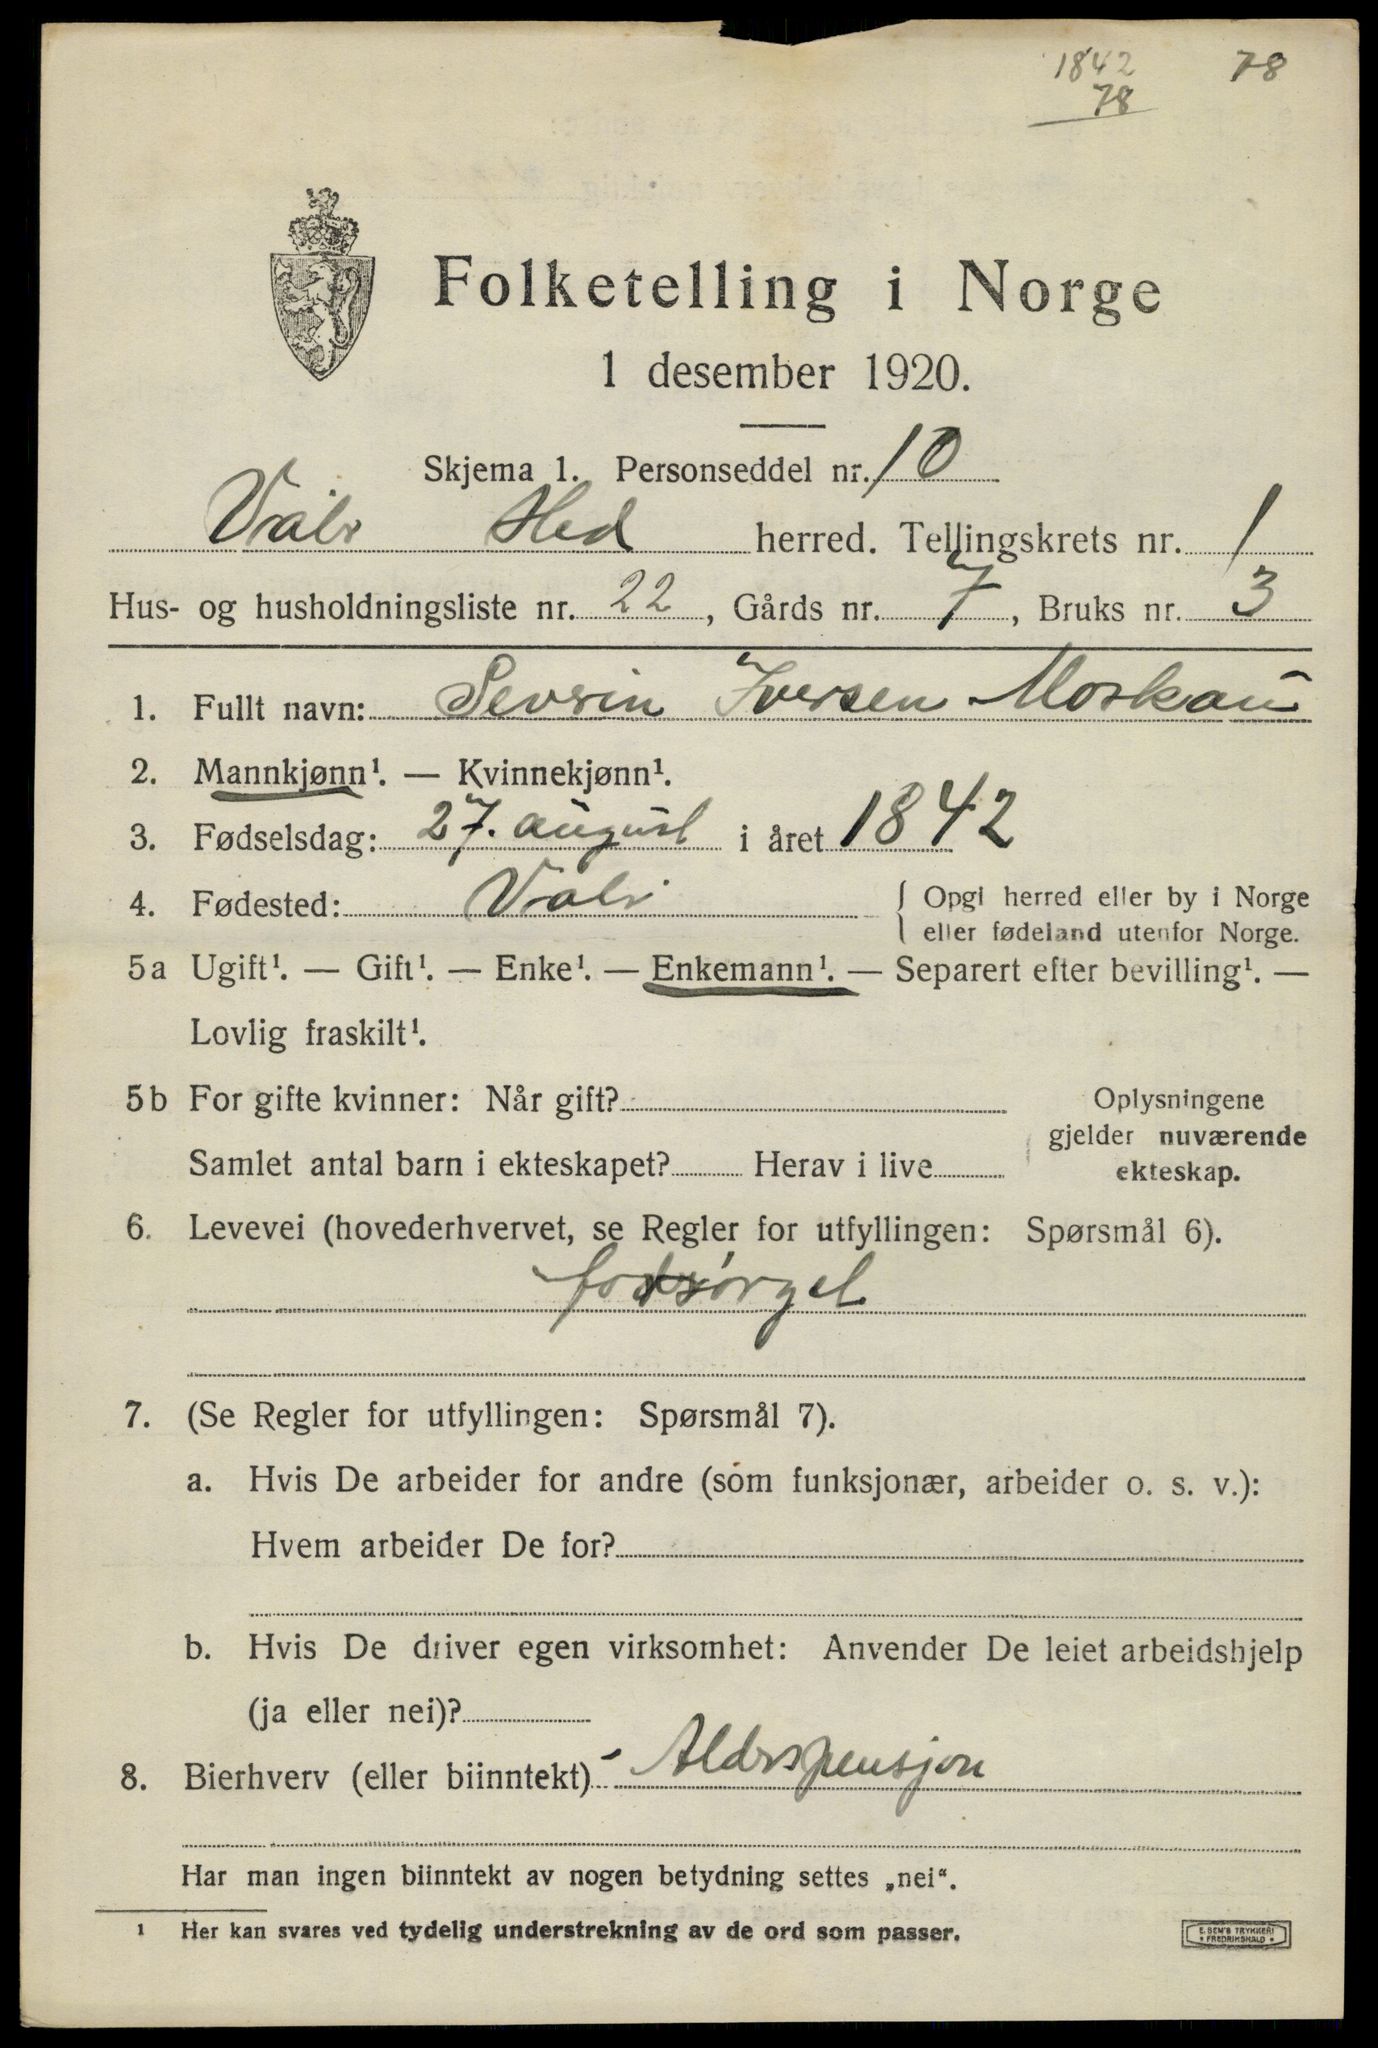 1842 78
78
Folketelling i Norge
1 desember 1920.
Skjema 1. Personseddel nr. 10
Våler Hed herred. Tellingskrets nr. 1
Hus- og husholdningsliste nr. 22, Gårds nr. 7, Bruks nr. 3
1. Fullt navn: Sevrin Iversen Moskau
2. Mannkjønn¹. — Kvinnekjønn¹.
3. Fødselsdag: 27. august i året 1842
4. Fødested: Våler { Opgi herred eller by i Norge
eller fødeland utenfor Norge.
5a Ugift¹. — Gift¹. — Enke¹. — Enkemann¹. — Separert efter bevilling¹. —
Lovlig fraskilt¹.
5b For gifte kvinner: Når gift? Oplysningene
gjelder nuværende
Samlet antal barn i ekteskapet? Herav i live
ekteskap.
6. Levevei (hovederhvervet, se Regler for utfyllingen: Spørsmål 6).
forsørget
7. (Se Regler for utfyllingen: Spørsmål 7).
a. Hvis De arbeider for andre (som funksjonær, arbeider o. s. v.):
Hvem arbeider De for?
b. Hvis De driver egen virksomhet: Anvender De leiet arbeidshjelp
(ja eller nei)?
8. Bierhverv (eller biinntekt) Alderspensjon
Har man ingen biinntekt av nogen betydning settes „nei“.
¹ Her kan svares ved tydelig understrekning av de ord som passer.
E. SEM'S TRYKKERI
FREDRIKSHALD